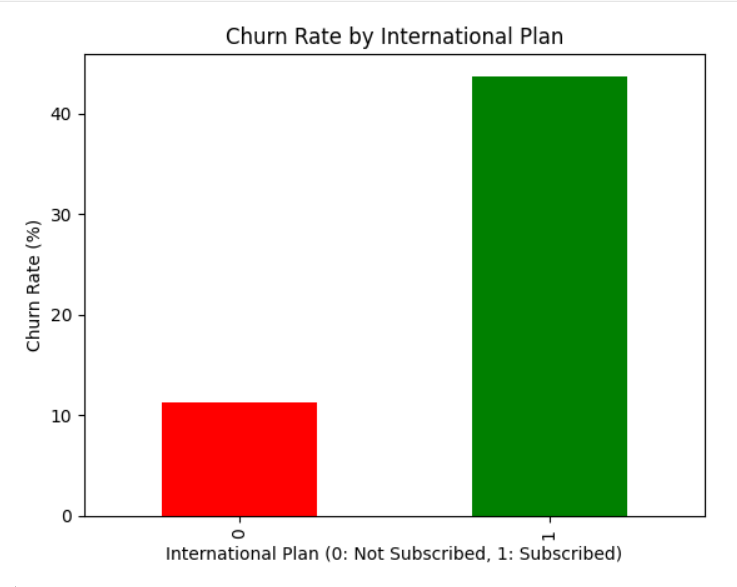 Churn Rate by International Plan
40
30
20
10
0
Churn Rate (%)
0
1
International Plan (0: Not Subscribed, 1: Subscribed)